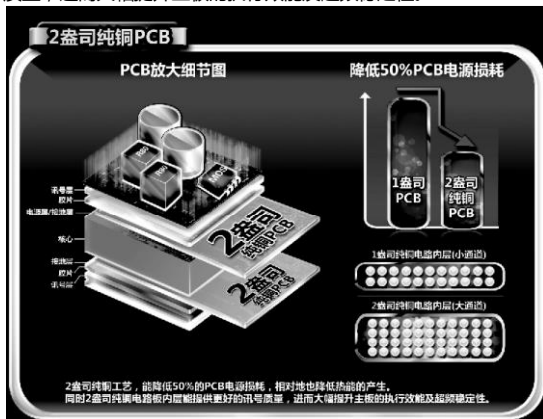 2盎司纯铜PCB
PCB放大细节图
降低50%PCB电源损耗
讯号层
胶片
电源层/接地层
核心
接地层
胶片
讯号层
2盎司
纯铜PCB
2盎司
纯铜PCB
1盎司
PCB
2盎司
纯铜
PCB
1盎司纯铜电路内层(小通道)
2盎司纯铜电路内层(大通道)
2盎司纯铜工艺，能降低50%的PCB电源损耗，相对地也降低热能的产生。
同时2盎司纯铜电路板内层能提供更好的讯号质量，进而大幅提升主板的执行效能及超频稳定性。